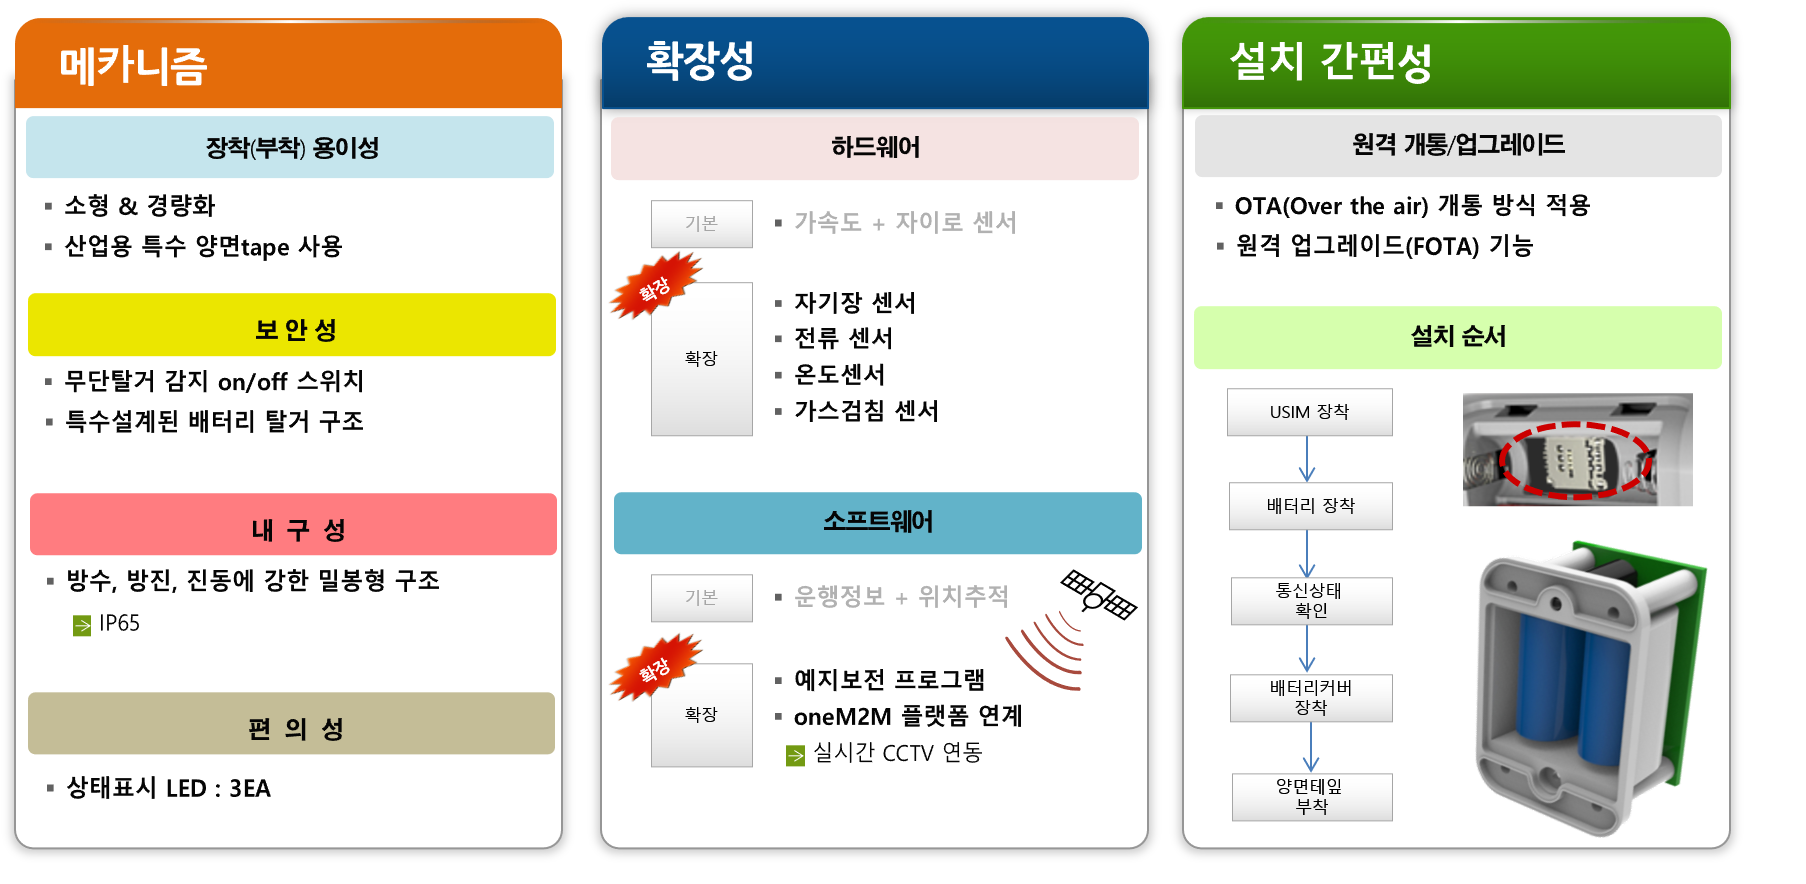 메카니즘
장착(부착) 용이성
소형 & 경량화
산업용 특수 양면tape 사용
보 안 성
무단탈거 감지 on/off 스위치
특수설계된 배터리 탈거 구조
내 구 성
방수, 방진, 진동에 강한 밀봉형 구조
IP65
편 의 성
상태표시 LED : 3EA
확장성
하드웨어
기본
가속도 + 자이로 센서
확장
확장
자기장 센서
전류 센서
온도센서
가스검침 센서
소프트웨어
기본
운행정보 + 위치추적
확장
확장
예지보전 프로그램
oneM2M 플랫폼 연계
실시간 CCTV 연동
설치 간편성
원격 개통/업그레이드
OTA(Over the air) 개통 방식 적용
원격 업그레이드(FOTA) 기능
설치 순서
USIM 장착
배터리 장착
통신상태
확인
배터리커버
장착
양면테잎
부착